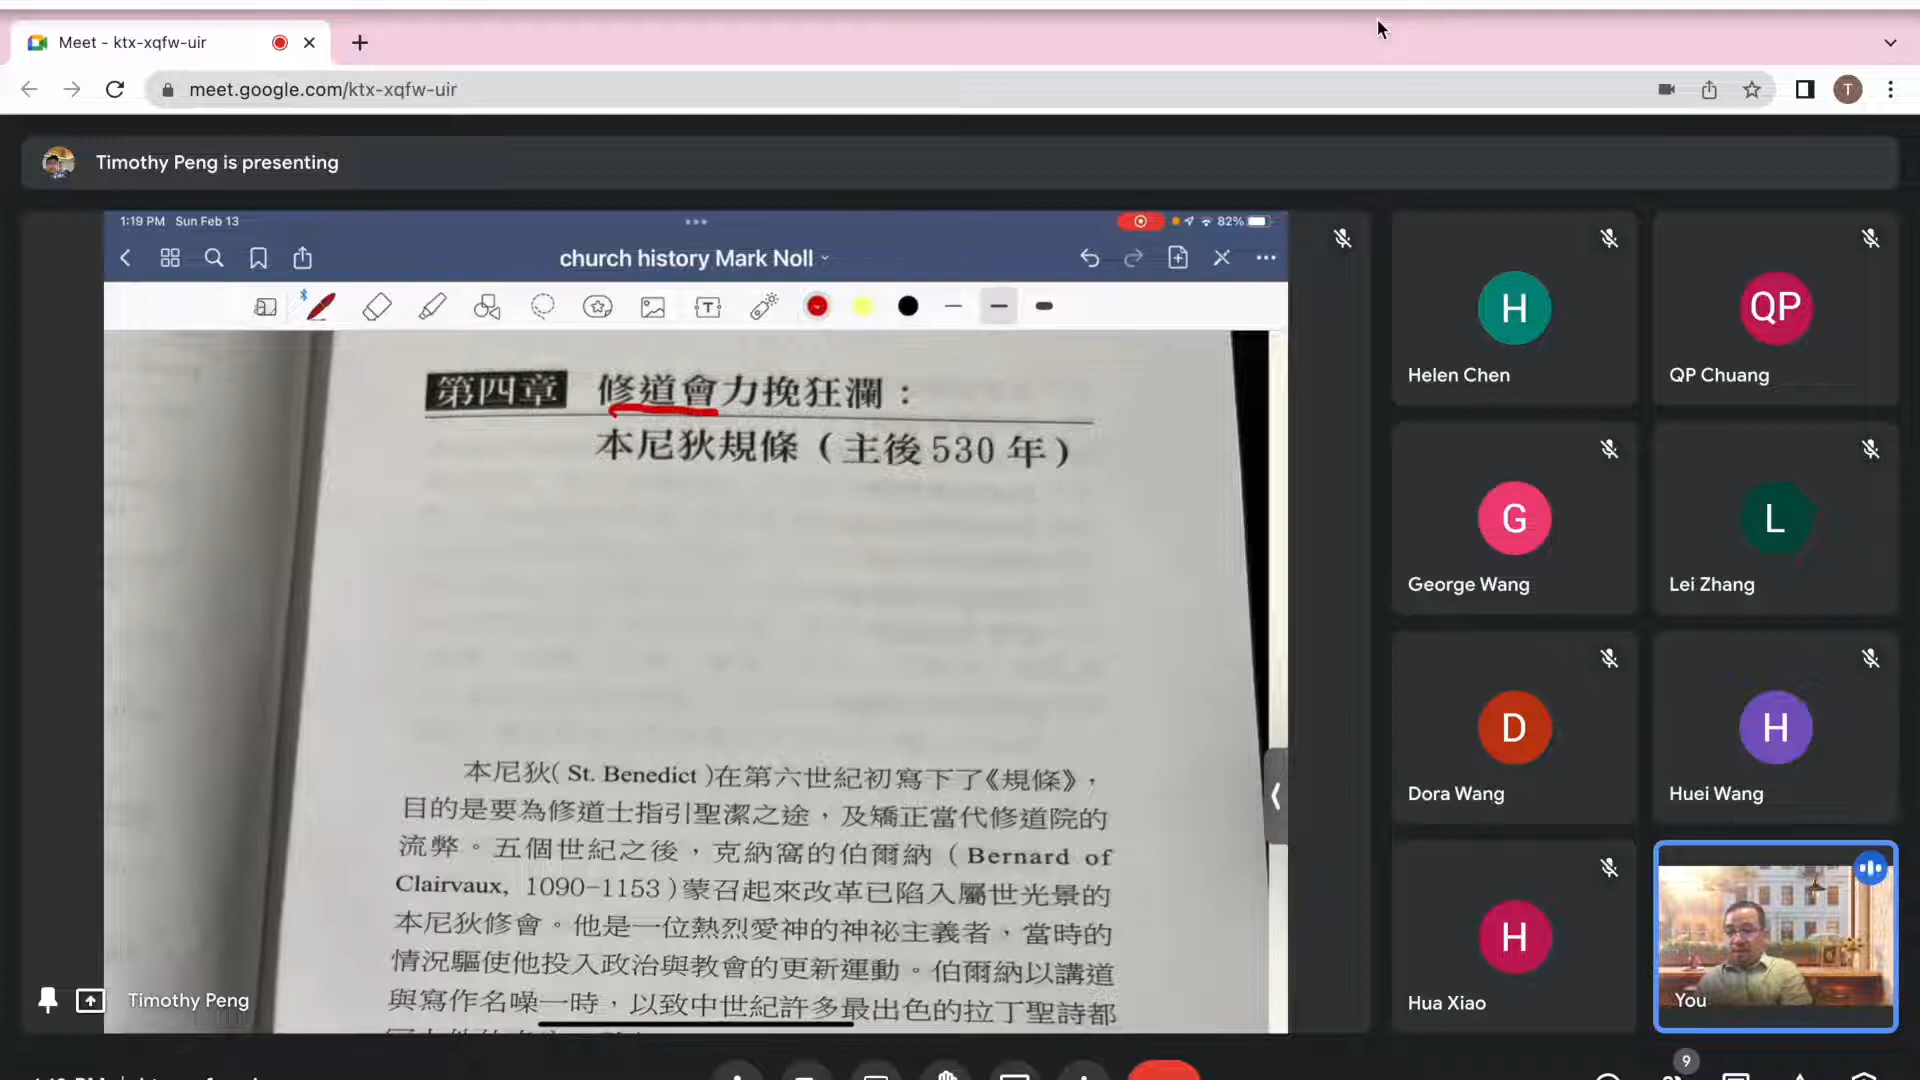 Meet - ktx-xqfw-uir
meet.google.com/ktx-xqfw-uir
T
Timothy Peng is presenting
1:19 PM Sun Feb 13
82%
church history Mark Noll
T
第四章 修道會力挽狂瀾：
本尼狄規條（主後530年）
本尼狄( St. Benedict )在第六世紀初寫下了《規條》，
目的是要為修道士指引聖潔之途，及矯正當代修道院的
流弊。五個世紀之後，克納窩的伯爾納（Bernard of
Clairvaux, 1090-1153）蒙召起來改革已陷入屬世光景的
本尼狄修會。他是一位熱烈愛神的神祕主義者，當時的
情況驅使他投入政治與教會的更新運動。伯爾納以講道
與寫作名噪一時，以致中世紀許多最出色的拉丁聖詩都
Timothy Peng
H
Helen Chen
QP
QP Chuang
G
George Wang
L
Lei Zhang
D
Dora Wang
H
Huei Wang
H
Hua Xiao
You
9